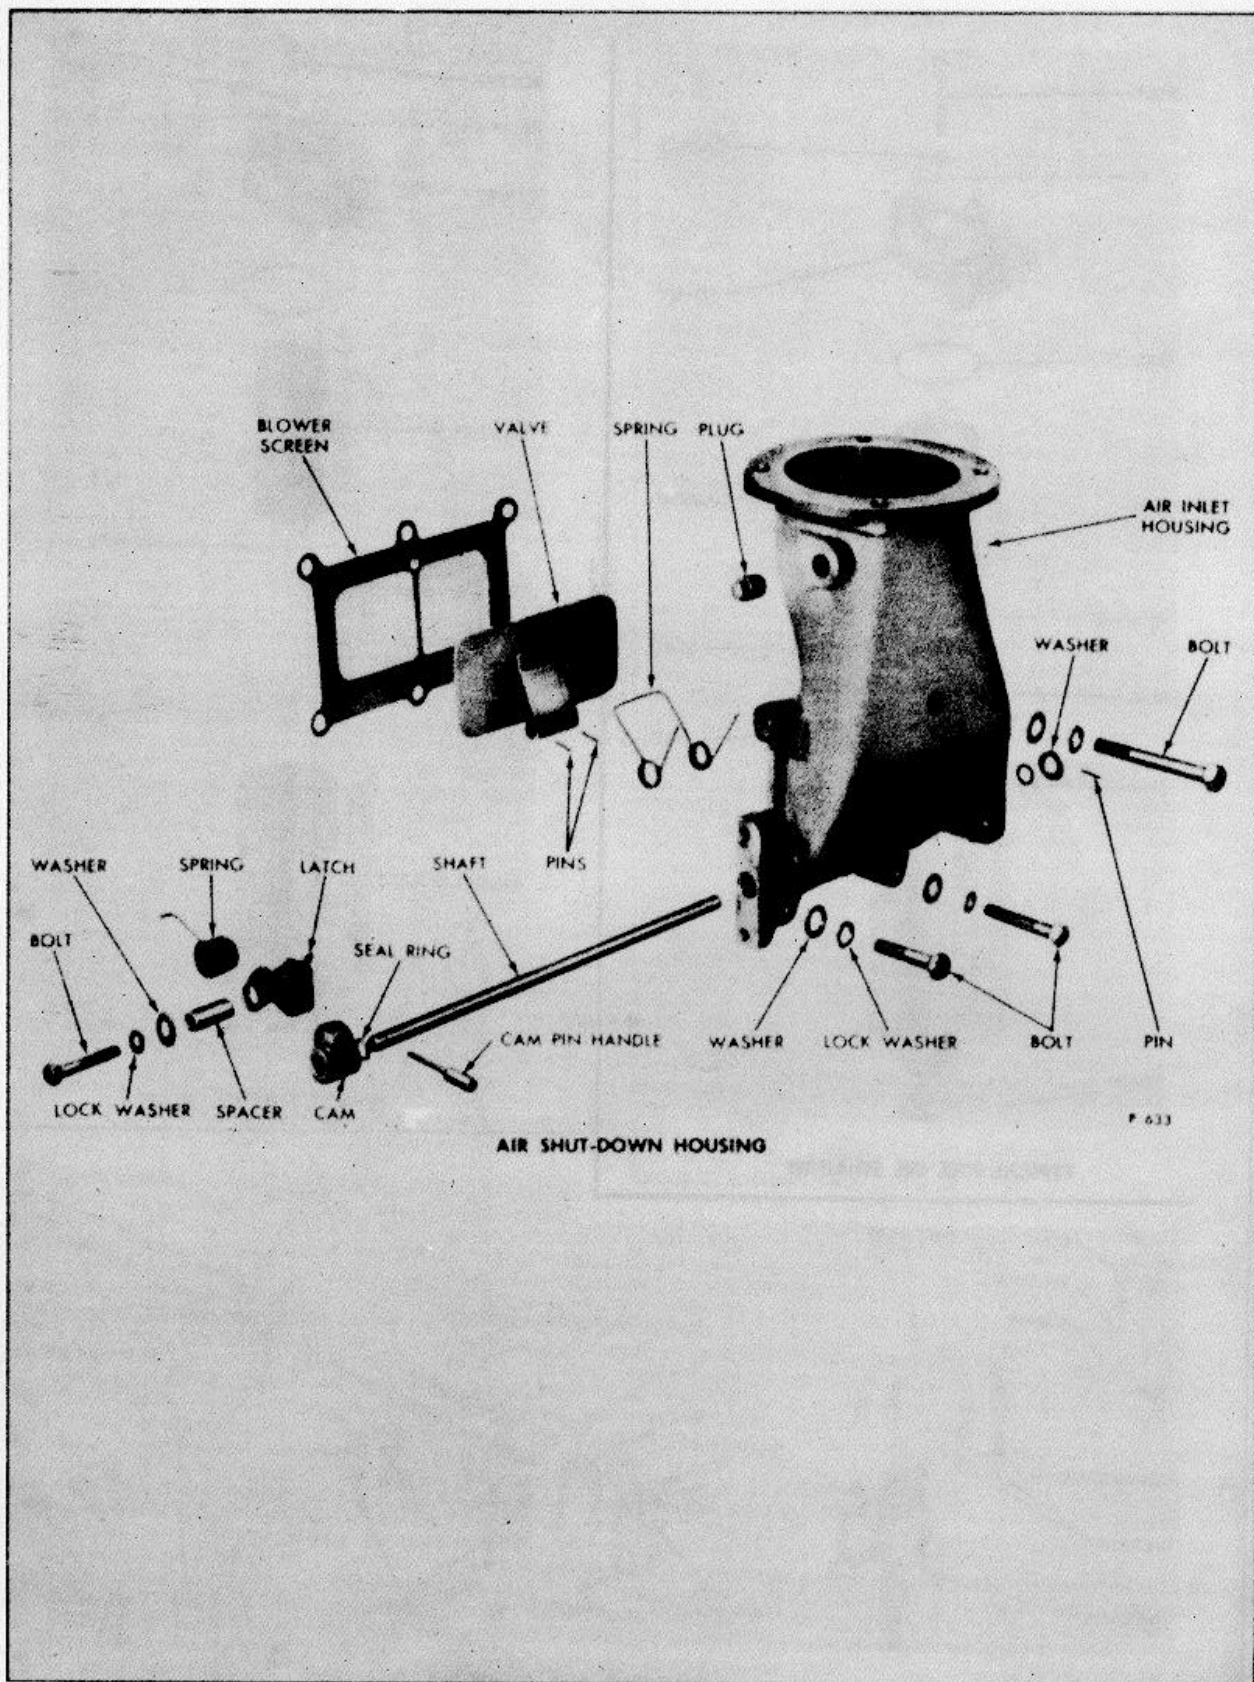 BLOWER
SCREEN
VALVE
SPRING
PLUG
AIR INLET
HOUSING
WASHER
BOLT
WASHER
SPRING
LATCH
SHAFT
PINS
BOLT
SEAL RING
CAM PIN HANDLE
WASHER
LOCK WASHER
BOLT
PIN
LOCK WASHER
SPACER
CAM
P 633
AIR SHUT-DOWN HOUSING